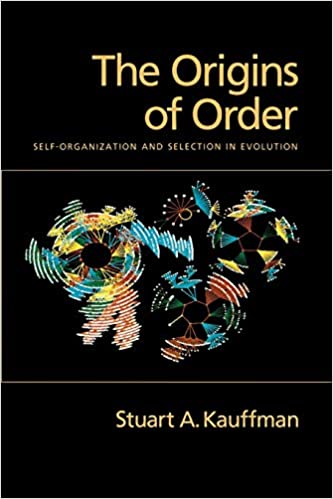 The Origins
of Order
SELF-ORGANIZATION AND SELECTION IN EVOLUTION
Stuart A. Kauffman